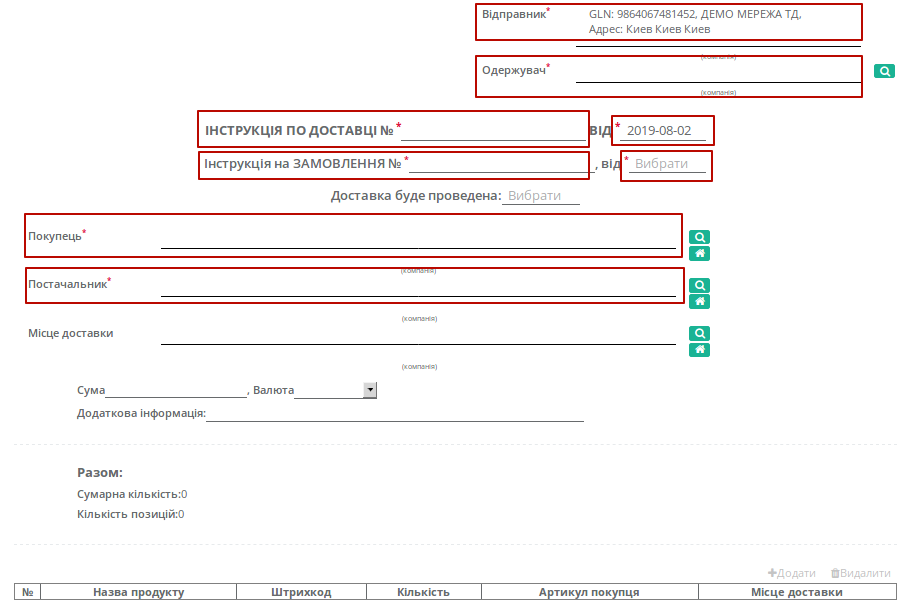 Відправник* GLN: 9864067481452, ДЕМО МЕРЕЖА ТД,
Адрес: Киев Киев Киев
(компанія)
Одержувач*
(компанія)
ІНСТРУКЦІЯ ПО ДОСТАВЦІ № * ВІД * 2019-08-02
Інструкція на ЗАМОВЛЕННЯ № * , від * Вибрати
Доставка буде проведена: Вибрати
Покупець*
(компанія)
Постачальник*
(компанія)
Місце доставки
(компанія)
Сума , Валюта
Додаткова інформація:
Разом:
Сумарна кількість:0
Кількість позицій:0
Додати Видалити
№ Назва продукту Штрихкод Кількість Артикул покупця Місце доставки